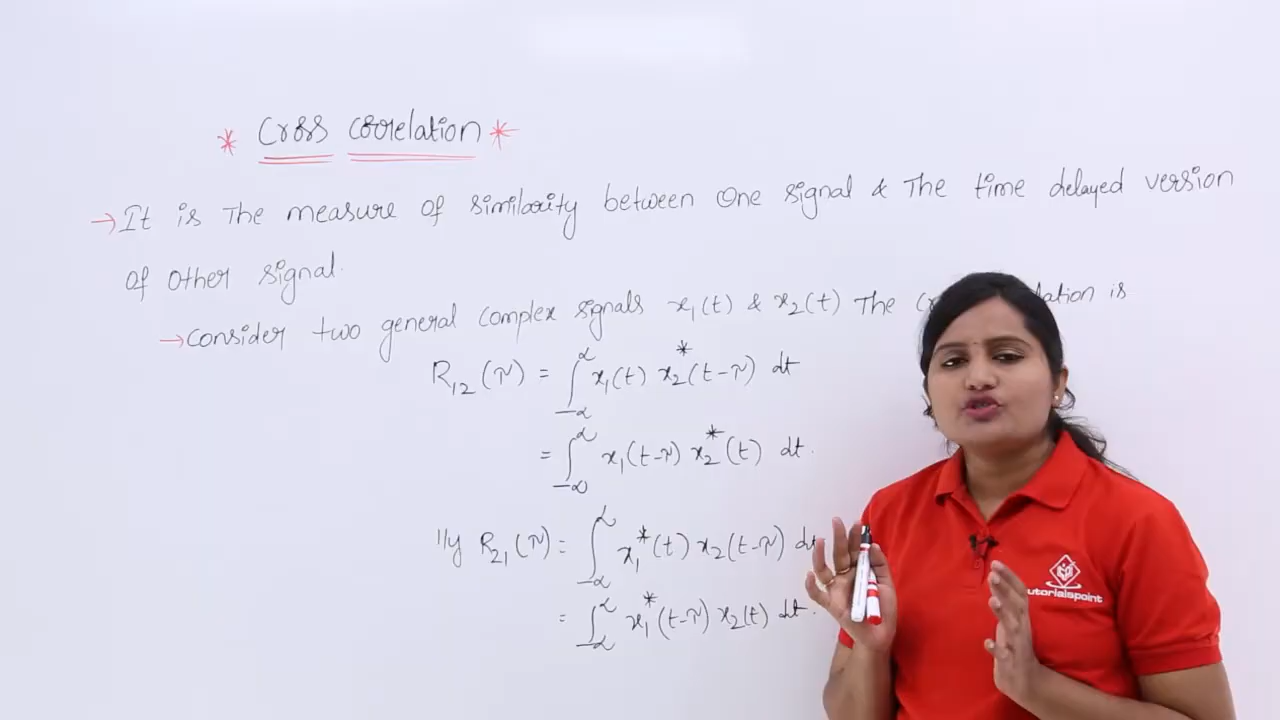 * Cross Correlation *
→ It is The measure of similarity between One signal & The time delayed version
of Other signal.
→ Consider two general complex signals x₁(t) & x₂(t) The is
R₁₂(τ) = ∫₋∞^∞ x₁(t) x₂*(t-τ) dt
= ∫₋∞^∞ x₁(t-τ) x₂*(t) dt.
lly R₂₁(τ) = ∫₋∞^∞ x₁*(t) x₂(t-τ) dt
= ∫₋∞^∞ x₁*(t-τ) x₂(t) dt.
tutorialspoint